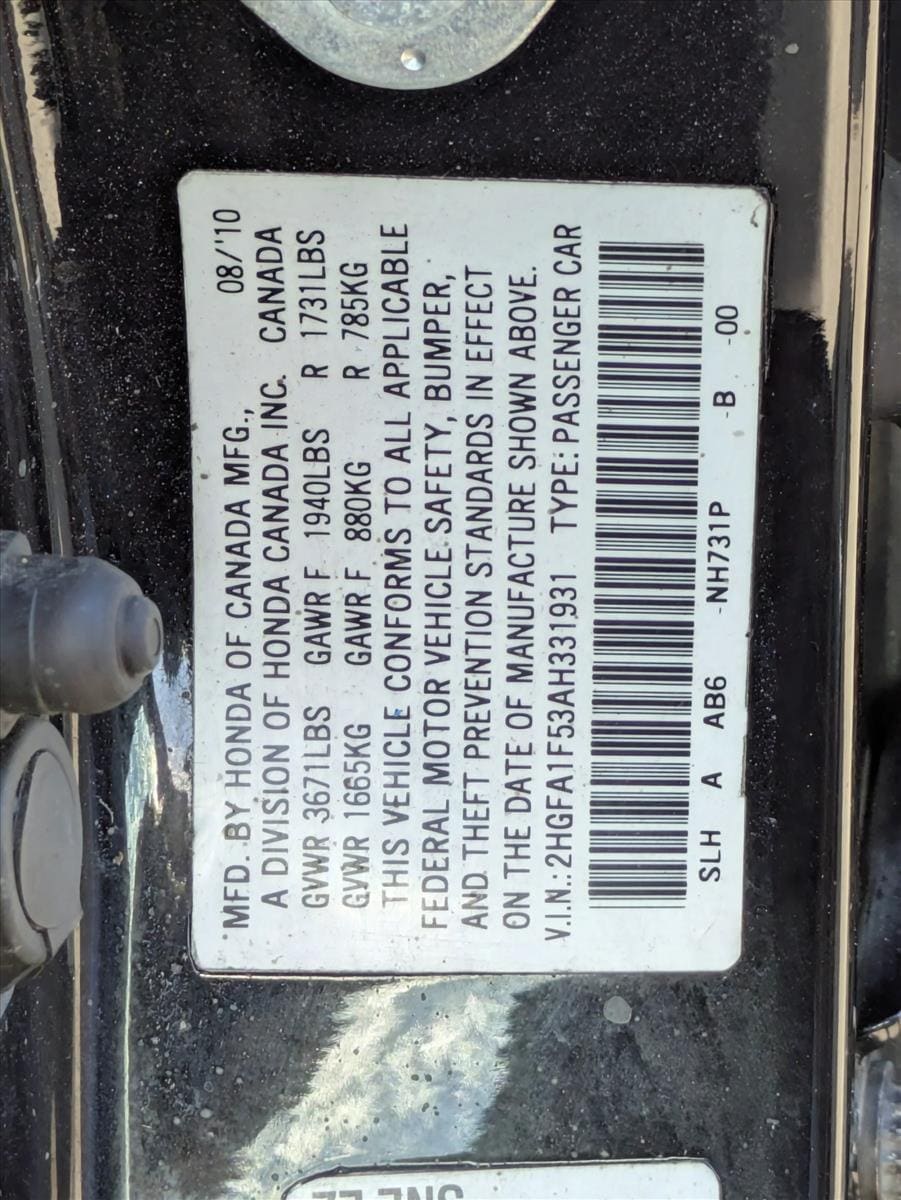 MFD. BY HONDA OF CANADA MFG., 08/'10
A DIVISION OF HONDA CANADA INC. CANADA
GVWR 3671LBS GAWR F 1940LBS R 1731LBS
GVWR 1665KG GAWR F 880KG R 785KG
THIS VEHICLE CONFORMS TO ALL APPLICABLE
FEDERAL MOTOR VEHICLE SAFETY, BUMPER,
AND THEFT PREVENTION STANDARDS IN EFFECT
ON THE DATE OF MANUFACTURE SHOWN ABOVE.
V.I.N.:2HGFA1F53AH331931 TYPE: PASSENGER CAR
SLH A AB6 -NH731P -B -00